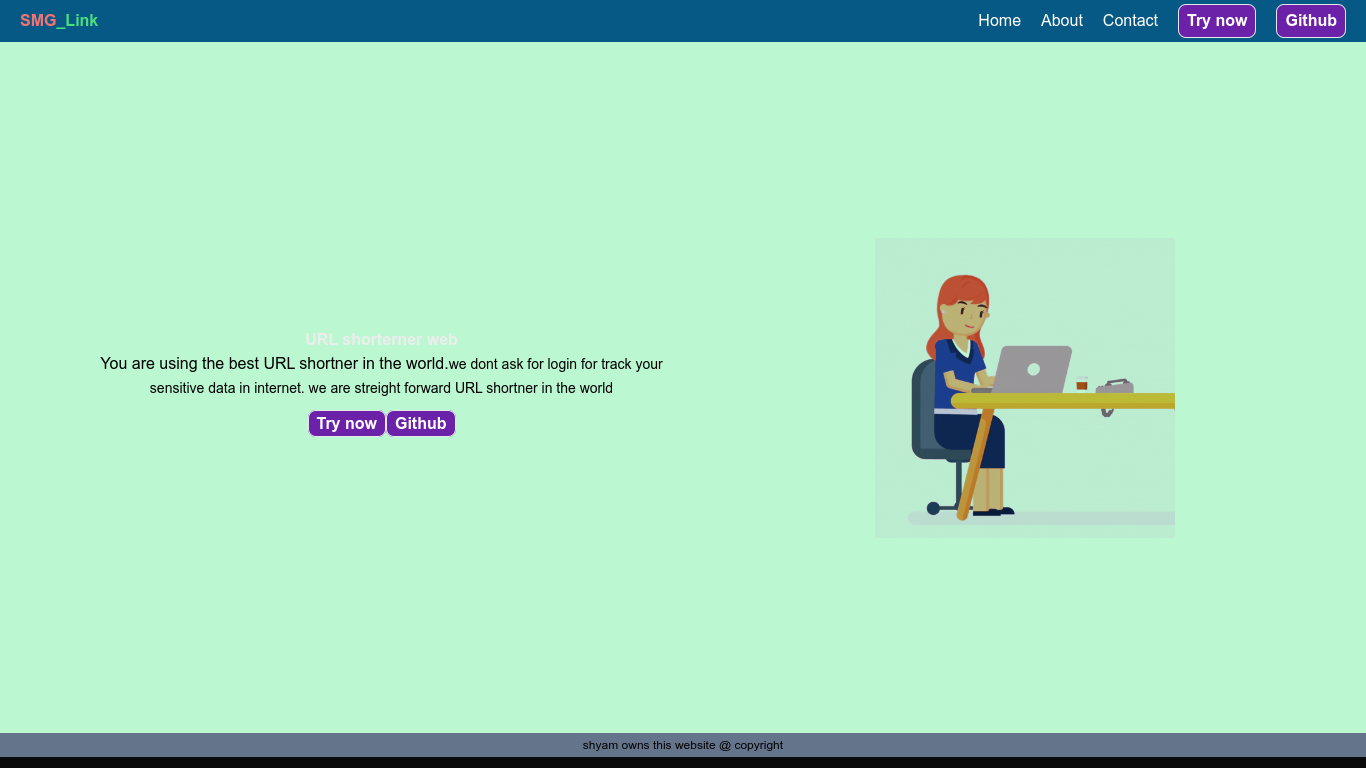 SMG_Link
Home About Contact Try now Github
URL shorterner web
You are using the best URL shortner in the world.we dont ask for login for track your
sensitive data in internet. we are streight forward URL shortner in the world
Try now Github
shyam owns this website @ copyright